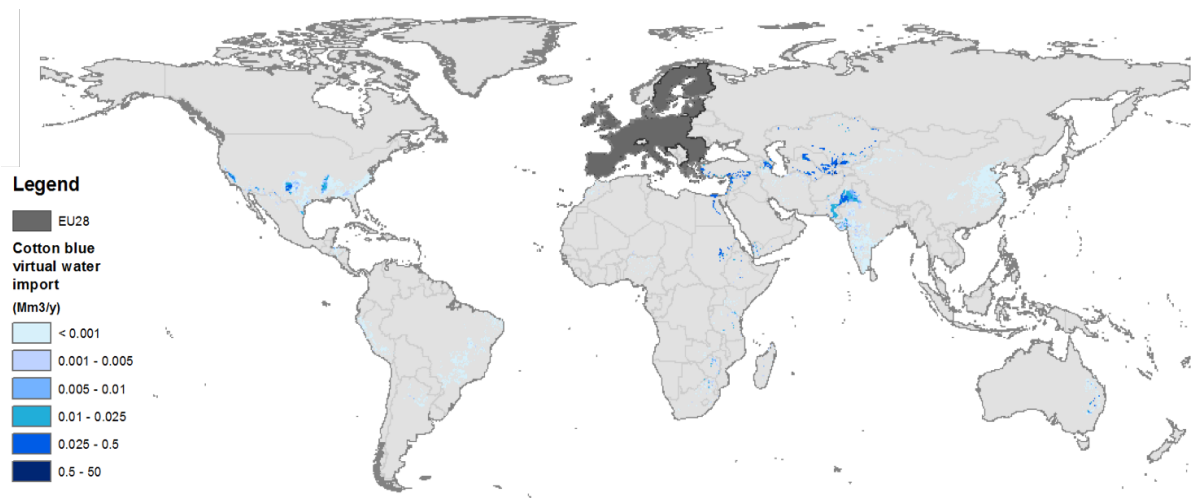 Legend
EU28
Cotton blue
virtual water
import
(Mm3/y)
< 0.001
0.001 - 0.005
0.005 - 0.01
0.01 - 0.025
0.025 - 0.5
0.5 - 50